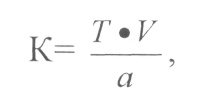 К= T • V / a ,